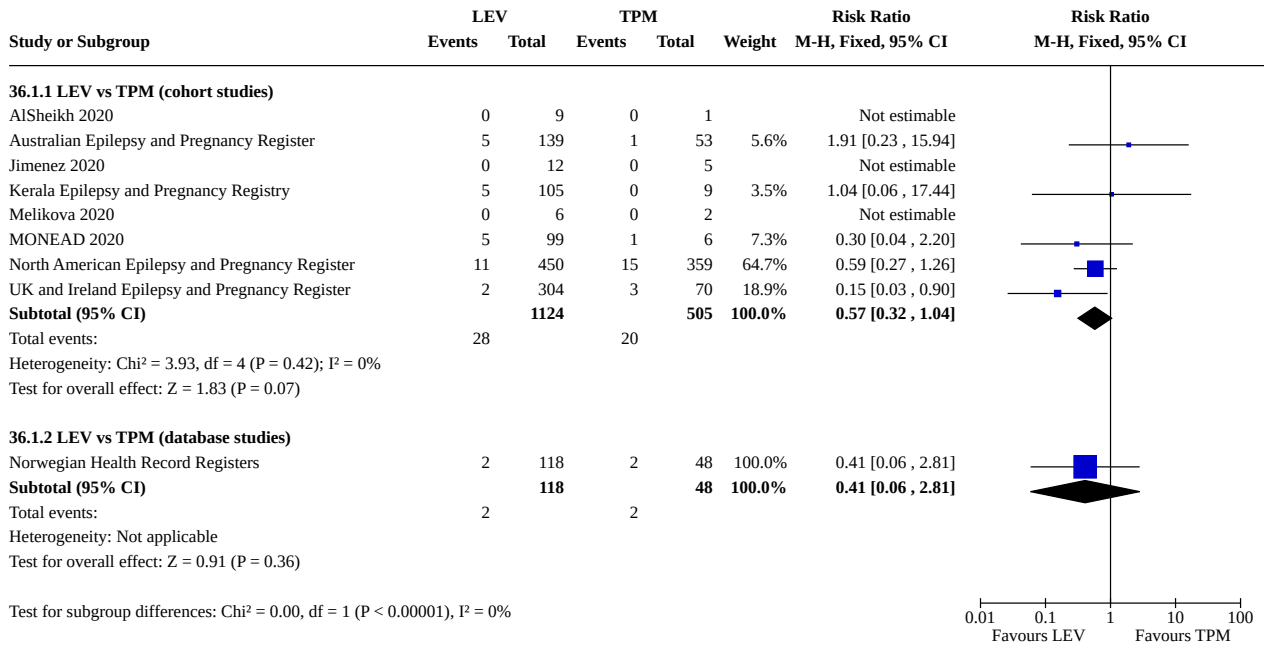 LEV TPM Risk Ratio Risk Ratio
Study or Subgroup Events Total Events Total Weight M-H, Fixed, 95% CI M-H, Fixed, 95% CI
36.1.1 LEV vs TPM (cohort studies)
AlSheikh 2020 0 9 0 1 Not estimable
Australian Epilepsy and Pregnancy Register 5 139 1 53 5.6% 1.91 [0.23 , 15.94]
Jimenez 2020 0 12 0 5 Not estimable
Kerala Epilepsy and Pregnancy Registry 5 105 0 9 3.5% 1.04 [0.06 , 17.44]
Melikova 2020 0 6 0 2 Not estimable
MONEAD 2020 5 99 1 6 7.3% 0.30 [0.04 , 2.20]
North American Epilepsy and Pregnancy Register 11 450 15 359 64.7% 0.59 [0.27 , 1.26]
UK and Ireland Epilepsy and Pregnancy Register 2 304 3 70 18.9% 0.15 [0.03 , 0.90]
Subtotal (95% CI) 1124 505 100.0% 0.57 [0.32 , 1.04]
Total events: 28 20
Heterogeneity: Chi² = 3.93, df = 4 (P = 0.42); I² = 0%
Test for overall effect: Z = 1.83 (P = 0.07)
36.1.2 LEV vs TPM (database studies)
Norwegian Health Record Registers 2 118 2 48 100.0% 0.41 [0.06 , 2.81]
Subtotal (95% CI) 118 48 100.0% 0.41 [0.06 , 2.81]
Total events: 2 2
Heterogeneity: Not applicable
Test for overall effect: Z = 0.91 (P = 0.36)
Test for subgroup differences: Chi² = 0.00, df = 1 (P < 0.00001), I² = 0%
0.01 0.1 1 10 100
Favours LEV Favours TPM